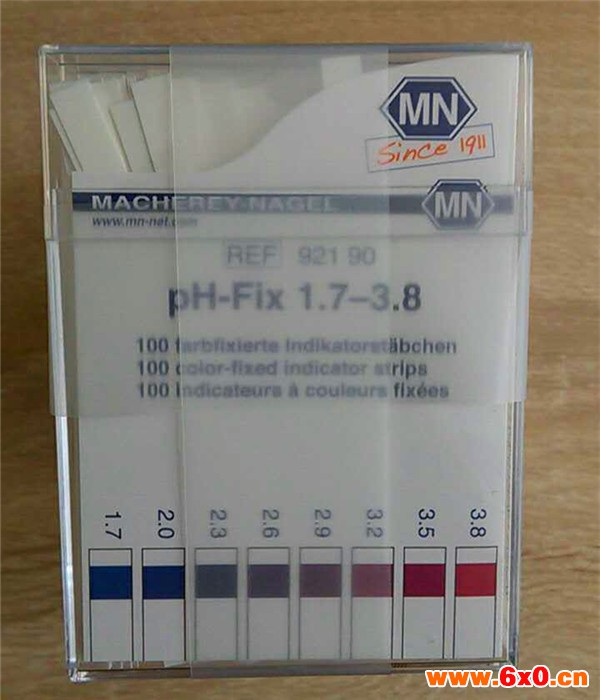 MN
Since 1911
MACHEREY-NAGEL
MN
www.mn-net.com
REF 921 90
pH-Fix 1.7–3.8
100 farbfixierte Indikatorstäbchen
100 color-fixed indicator strips
100 indicateurs à couleurs fixées
1.7 2.0 2.3 2.6 2.9 3.2 3.5 3.8
www.6x0.cn